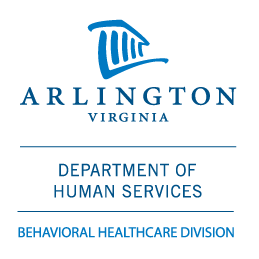 ARLINGTON
VIRGINIA
DEPARTMENT OF
HUMAN SERVICES
BEHAVIORAL HEALTHCARE DIVISION